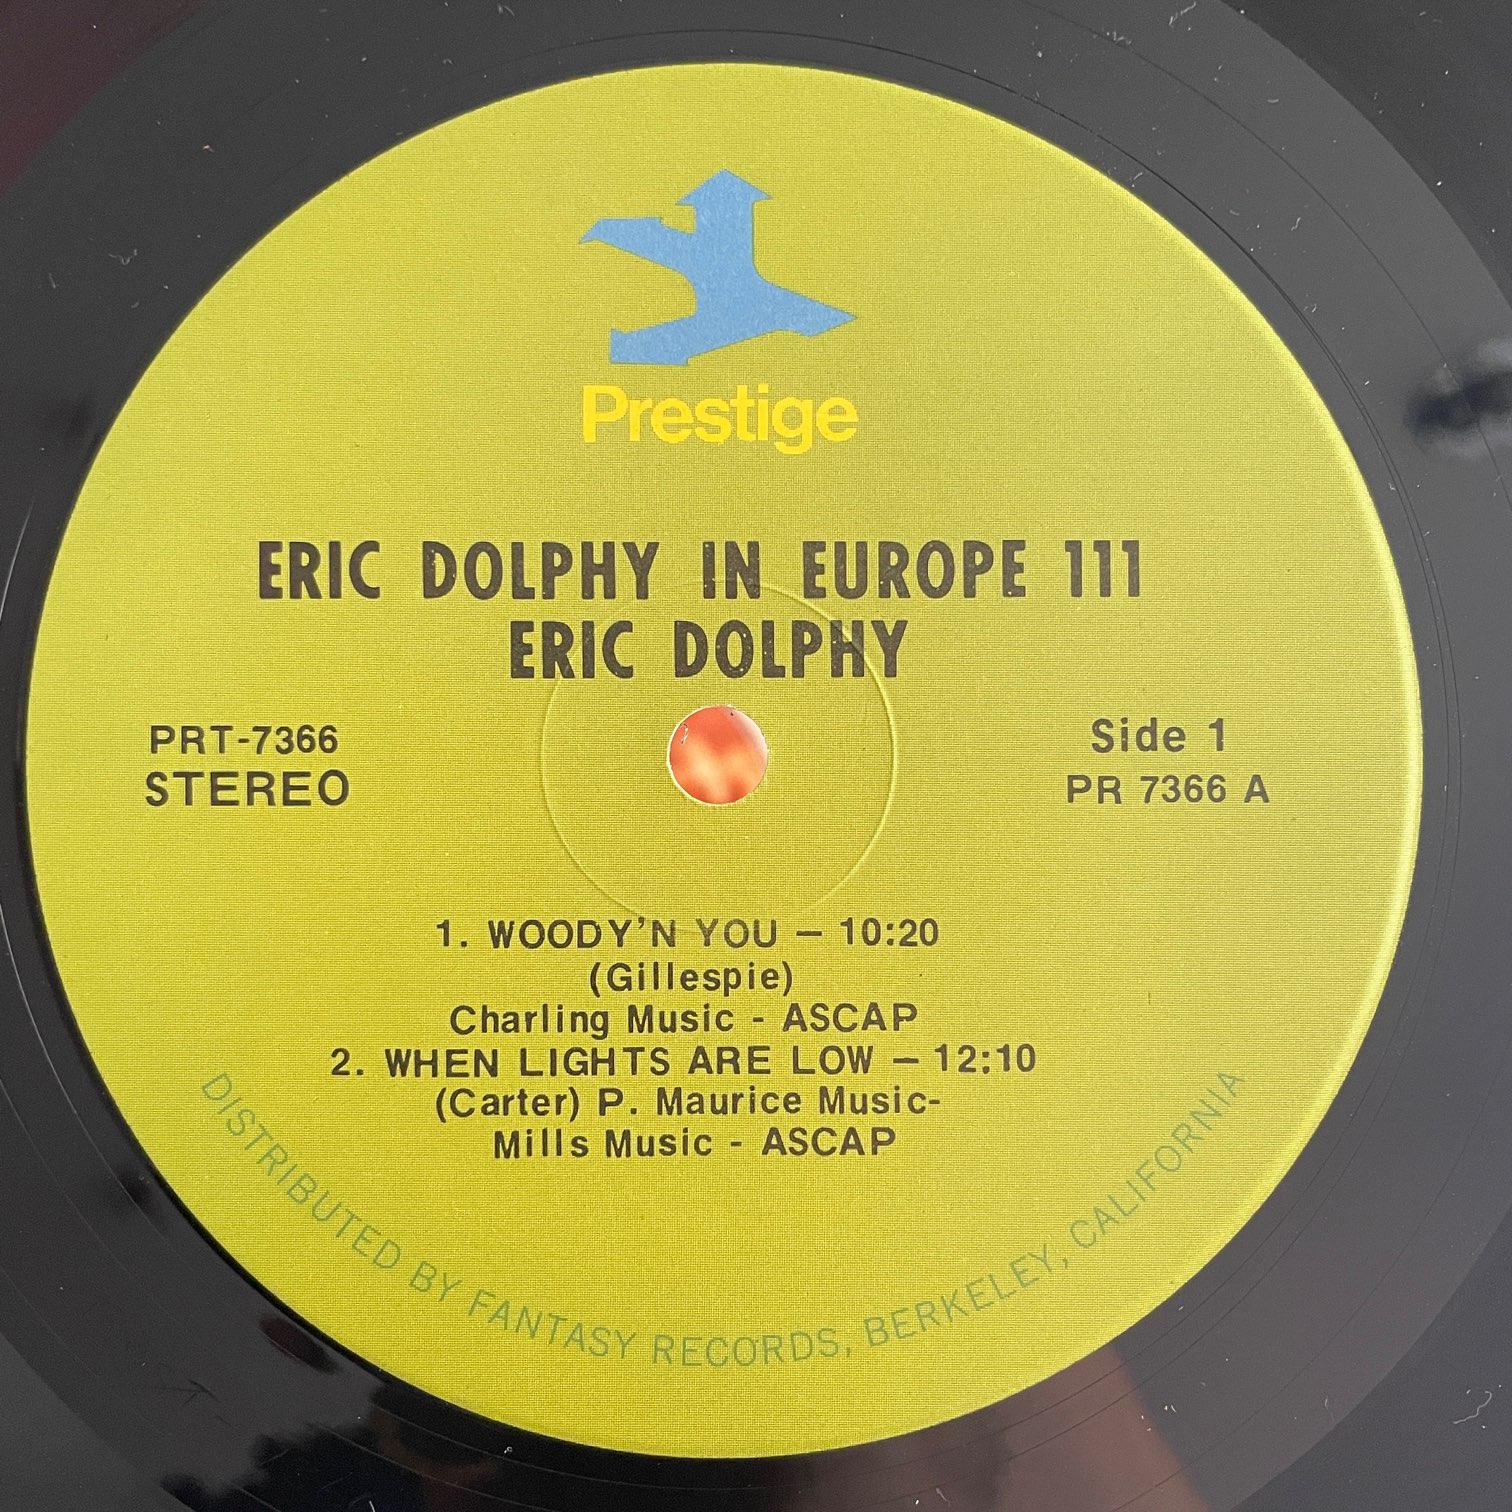 Prestige
ERIC DOLPHY IN EUROPE 111
ERIC DOLPHY
PRT-7366
STEREO
Side 1
PR 7366 A
1. WOODY'N YOU – 10:20
(Gillespie)
Charling Music - ASCAP
2. WHEN LIGHTS ARE LOW – 12:10
(Carter) P. Maurice Music-
Mills Music - ASCAP
DISTRIBUTED BY FANTASY RECORDS, BERKELEY, CALIFORNIA